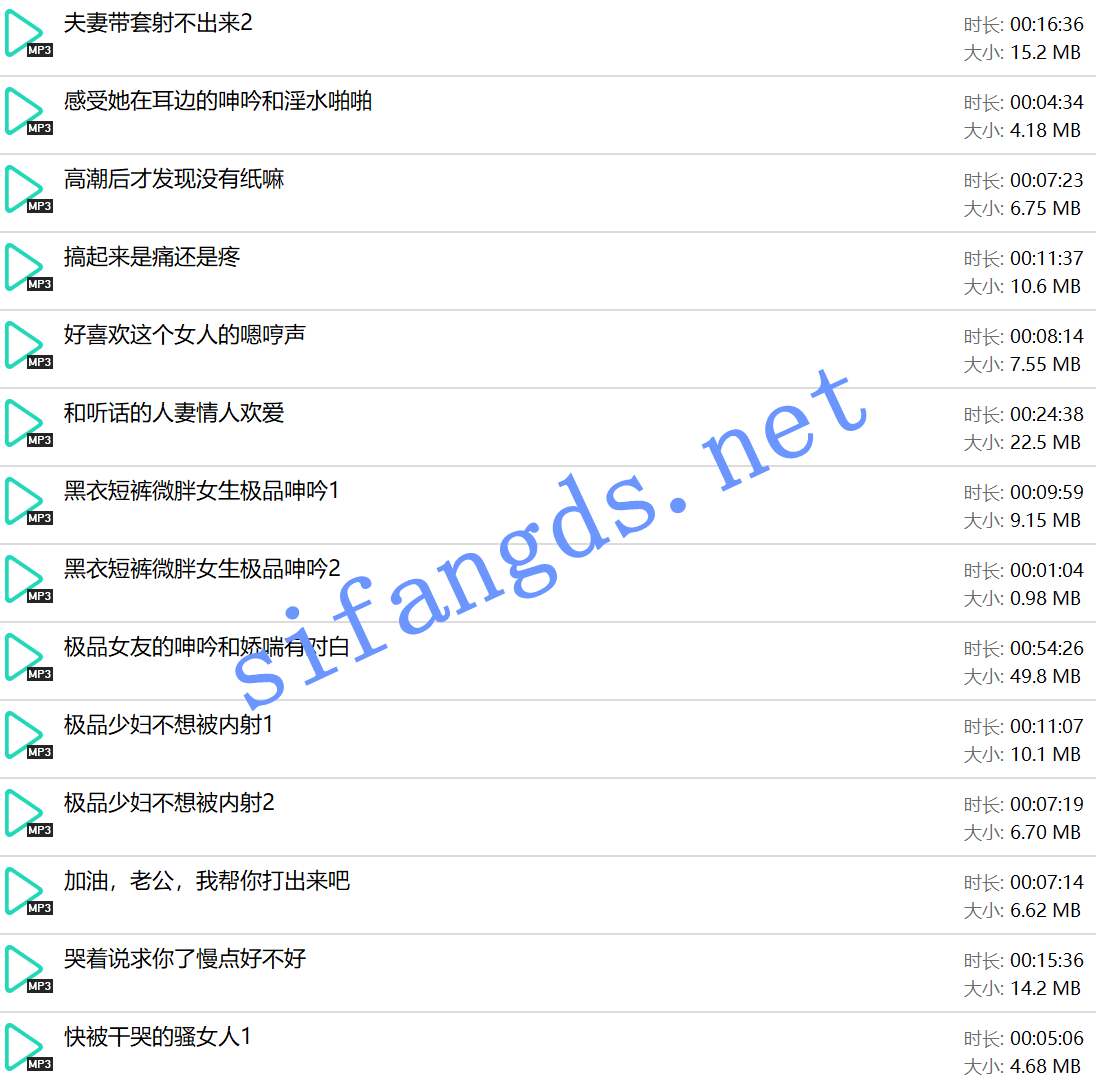 夫妻带套射不出来2
时长: 00:16:36
MP3
大小: 15.2 MB
感受她在耳边的呻吟和淫水啪啪
时长: 00:04:34
MP3
大小: 4.18 MB
高潮后才发现没有纸嘛
时长: 00:07:23
MP3
大小: 6.75 MB
搞起来是痛还是疼
时长: 00:11:37
MP3
大小: 10.6 MB
好喜欢这个女人的嗯哼声
时长: 00:08:14
MP3
大小: 7.55 MB
和听话的人妻情人欢爱
时长: 00:24:38
MP3
大小: 22.5 MB
黑衣短裤微胖女生极品呻吟1
时长: 00:09:59
MP3
大小: 9.15 MB
黑衣短裤微胖女生极品呻吟2
时长: 00:01:04
MP3
大小: 0.98 MB
极品女友的呻吟和娇喘有对白
时长: 00:54:26
MP3
大小: 49.8 MB
极品少妇不想被内射1
时长: 00:11:07
MP3
大小: 10.1 MB
极品少妇不想被内射2
时长: 00:07:19
MP3
大小: 6.70 MB
加油，老公，我帮你打出来吧
时长: 00:07:14
MP3
大小: 6.62 MB
哭着说求你了慢点好不好
时长: 00:15:36
MP3
大小: 14.2 MB
快被干哭的骚女人1
时长: 00:05:06
MP3
大小: 4.68 MB
sifangds.net